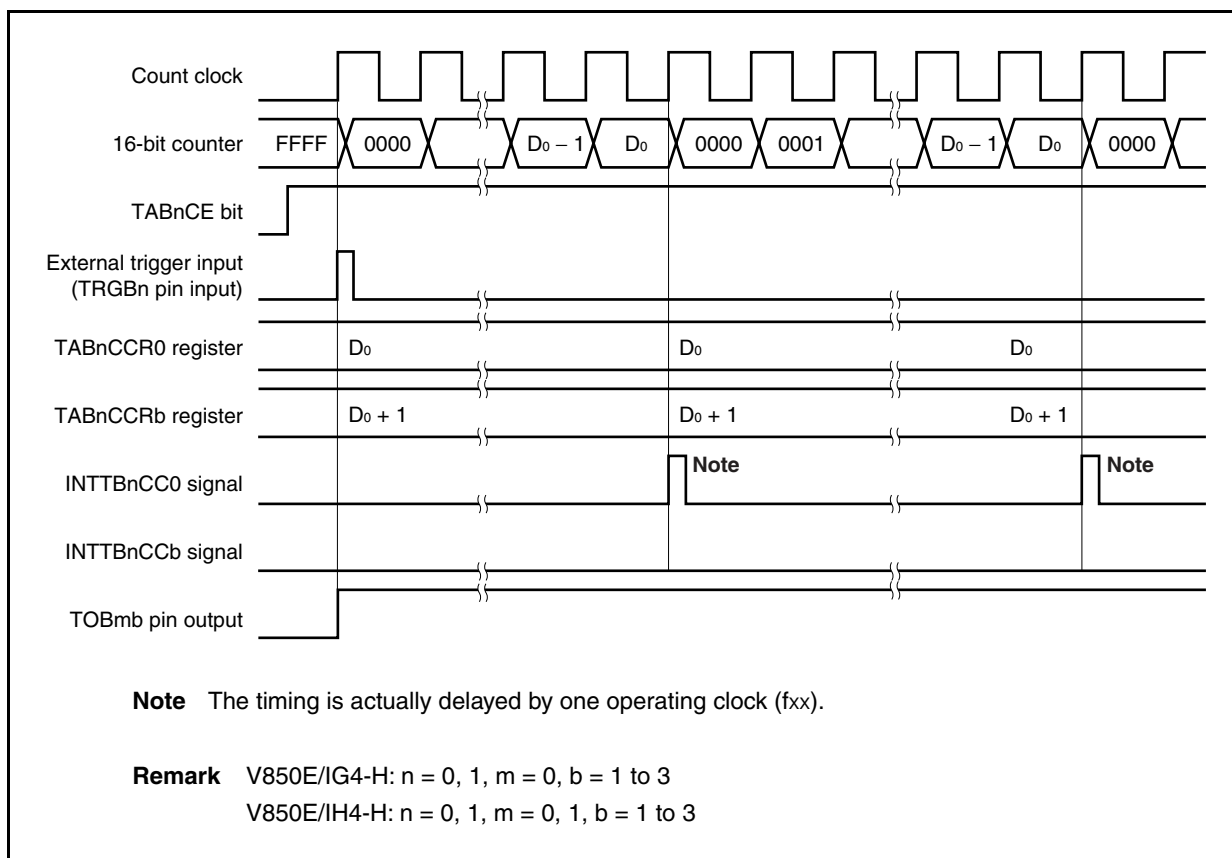 Count clock
16-bit counter FFFF 0000 D₀ − 1 D₀ 0000 0001 D₀ − 1 D₀ 0000
TABnCE bit
External trigger input
(TRGBn pin input)
TABnCCR0 register D₀ D₀ D₀
TABnCCRb register D₀ + 1 D₀ + 1 D₀ + 1
INTTBnCC0 signal Note Note
INTTBnCCb signal
TOBmb pin output
Note The timing is actually delayed by one operating clock (fxx).
Remark V850E/IG4-H: n = 0, 1, m = 0, b = 1 to 3
V850E/IH4-H: n = 0, 1, m = 0, 1, b = 1 to 3